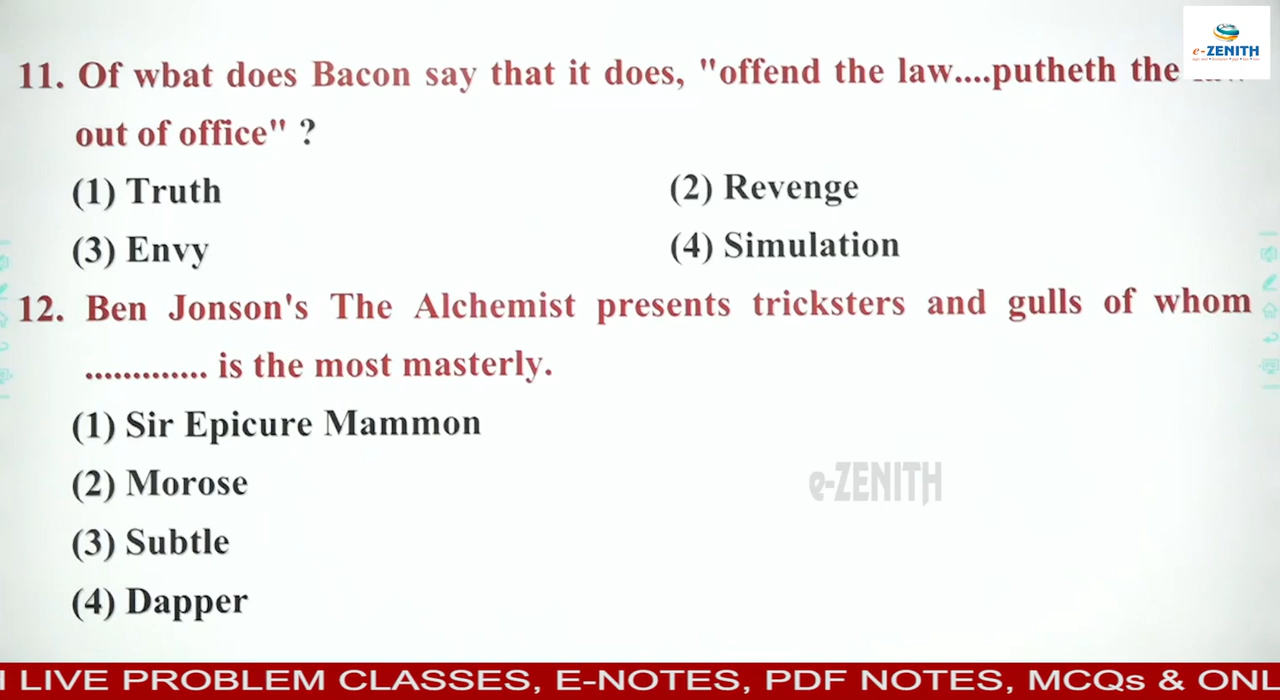 e-ZENITH
11. Of wbat does Bacon say that it does, "offend the law....putheth the
out of office" ?
(1) Truth
(2) Revenge
(3) Envy
(4) Simulation
12. Ben Jonson's The Alchemist presents tricksters and gulls of whom
............. is the most masterly.
(1) Sir Epicure Mammon
(2) Morose
e-ZENITH
(3) Subtle
(4) Dapper
LIVE PROBLEM CLASSES, E-NOTES, PDF NOTES, MCQs & ONL